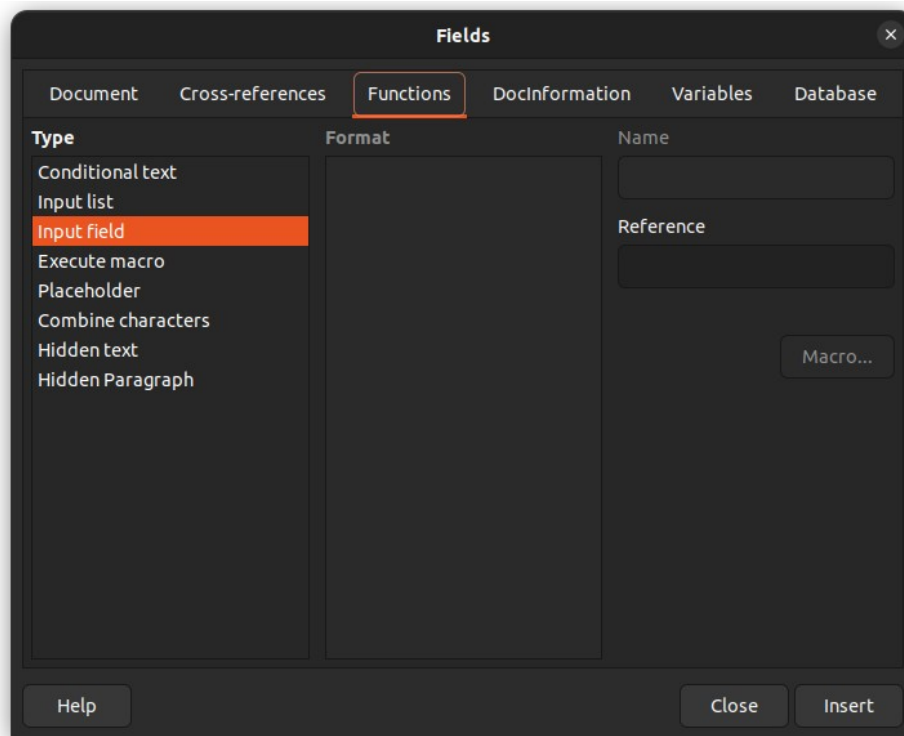 Fields
Document Cross-references Functions DocInformation Variables Database
Type Format Name
Conditional text
Input list
Input field
Reference
Execute macro
Placeholder
Combine characters
Hidden text
Macro...
Hidden Paragraph
Help Close Insert